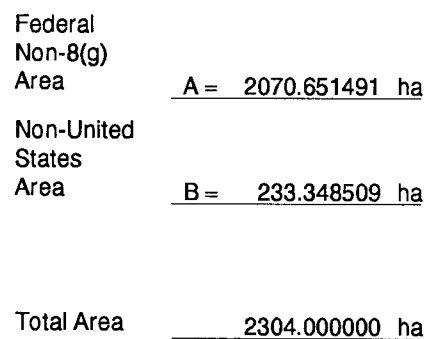 Federal
Non-8(g)
Area A = 2070.651491 ha
Non-United
States
Area B = 233.348509 ha
Total Area 2304.000000 ha